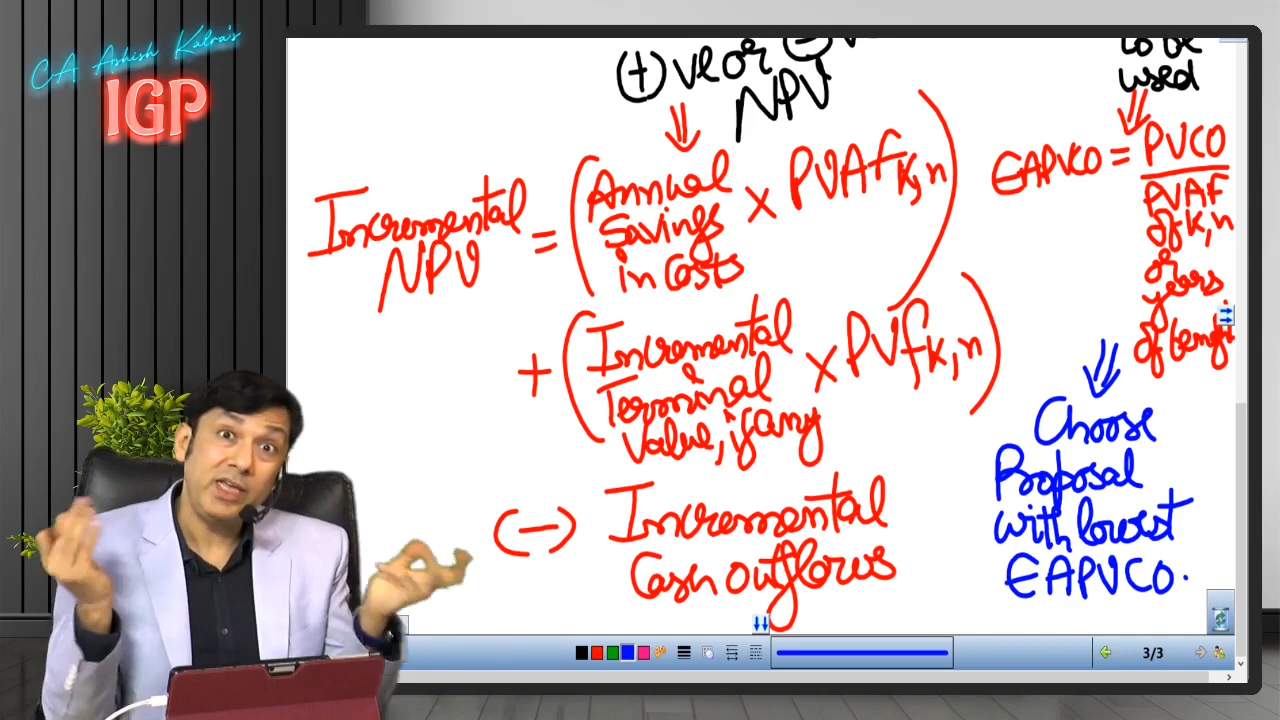 CA Ashish Kalra's
IGP
(+)ve or (-)
NPV
Incremental
NPV
=
(Annual
Savings
in Costs
× PVAf k,n)
+ (Incremental
Terminal
Value, if any
× PVf k,n)
(-) Incremental
Cash outflows
to be
used
EAPVCO = PVCO
PVAF
of k,n
or
years
of
Choose
Proposal
with lowest
EAPVCO.
3/3